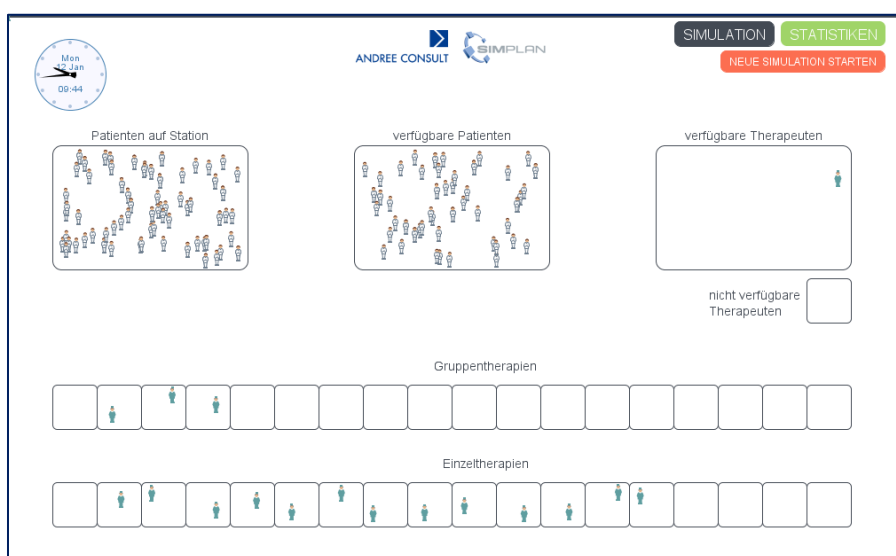 Mon
12 Jan
09:44
ANDREE CONSULT
SIMPLAN
SIMULATION
STATISTIKEN
NEUE SIMULATION STARTEN
Patienten auf Station
verfügbare Patienten
verfügbare Therapeuten
nicht verfügbare
Therapeuten
Gruppentherapien
Einzeltherapien